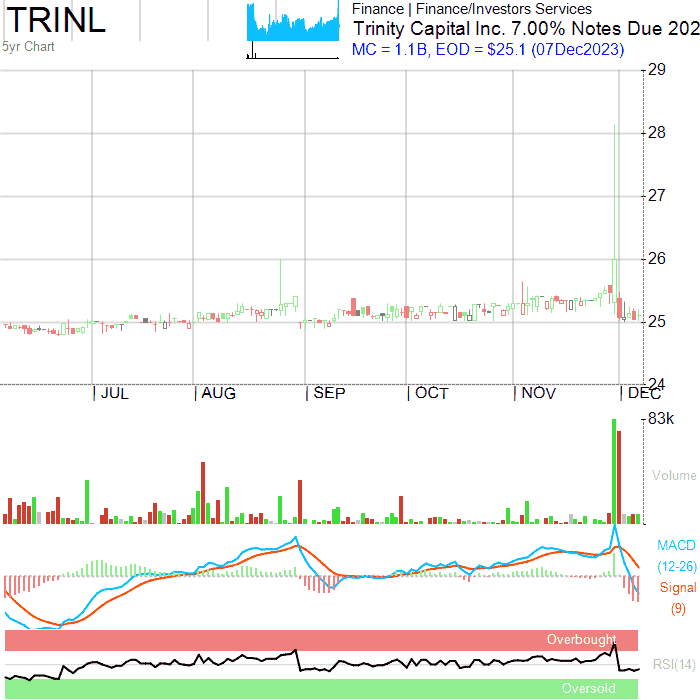 TRINL
5yr Chart
Finance | Finance/Investors Services
Trinity Capital Inc. 7.00% Notes Due 202
MC = 1.1B, EOD = $25.1 (07Dec2023)
29
28
27
26
25
24
JUL AUG SEP OCT NOV DEC
83k
Volume
MACD
(12-26)
Signal
(9)
Overbought
RSI(14)
Oversold